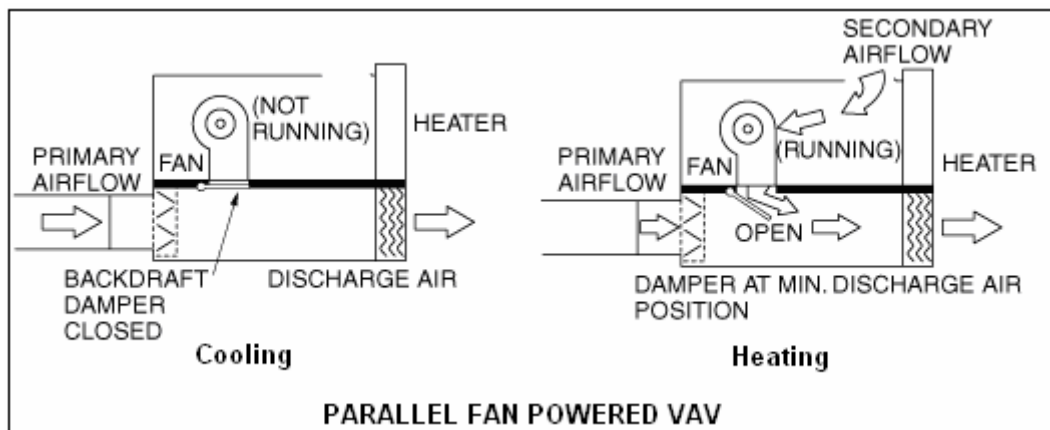 (NOT
RUNNING)
HEATER
PRIMARY
AIRFLOW
FAN
BACKDRAFT
DAMPER
CLOSED
DISCHARGE AIR
Cooling
SECONDARY
AIRFLOW
(RUNNING)
HEATER
PRIMARY
AIRFLOW
FAN
OPEN
DAMPER AT MIN.
POSITION
DISCHARGE AIR
Heating
PARALLEL FAN POWERED VAV